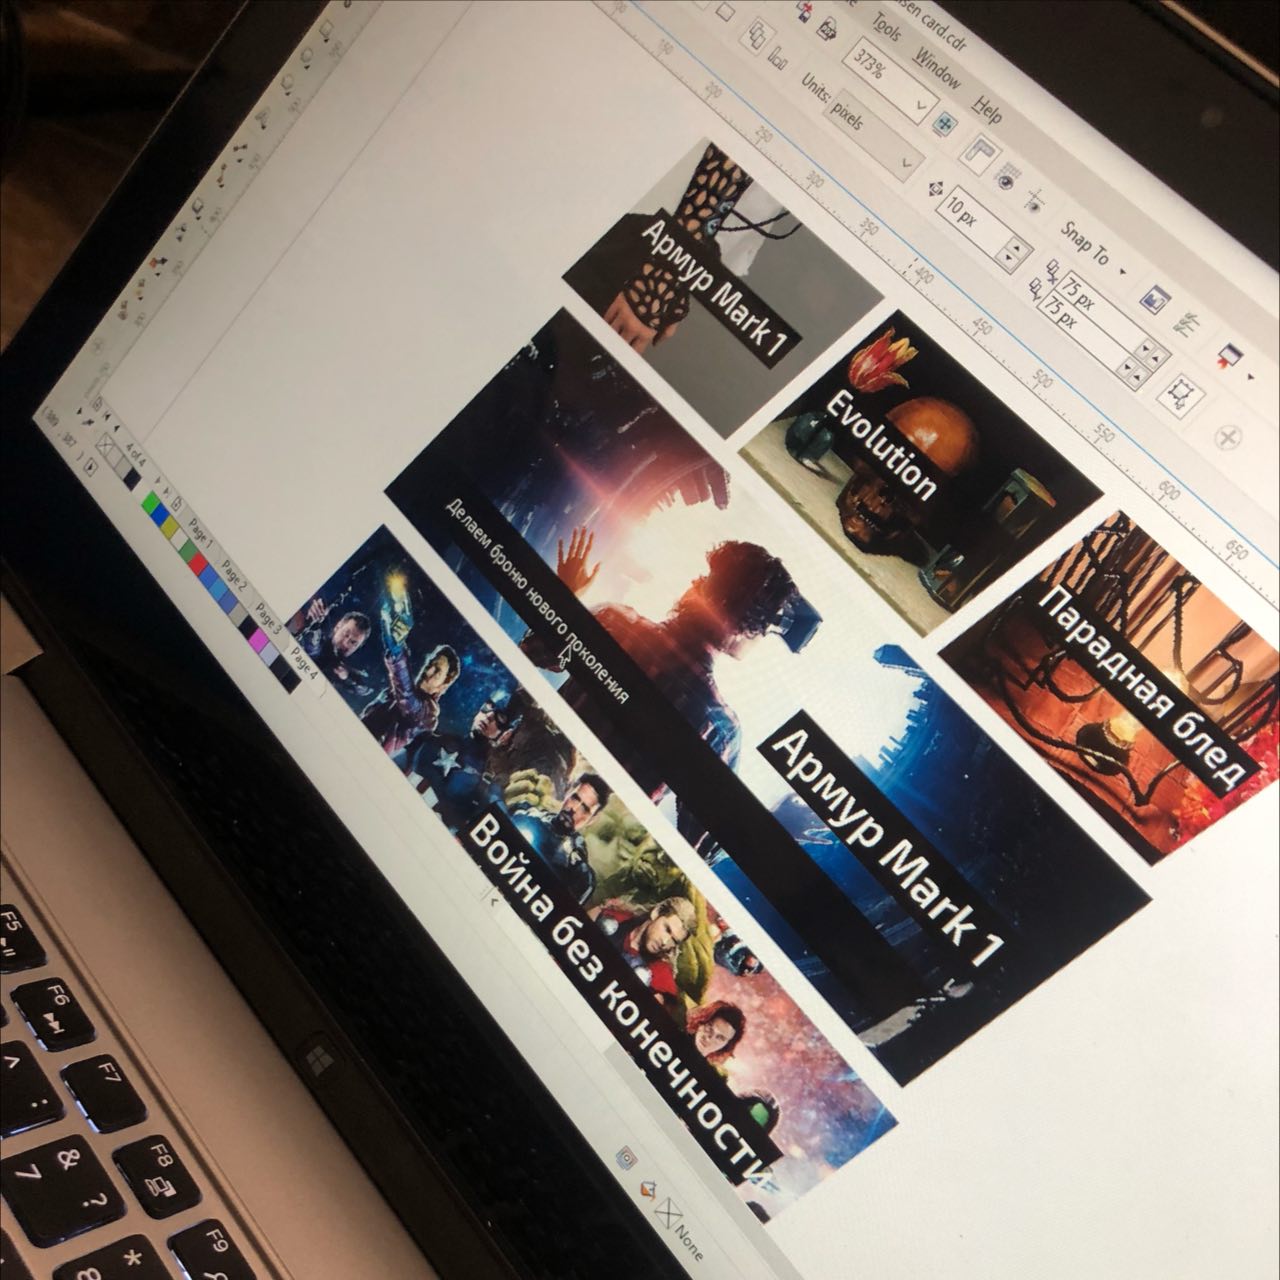 sen card.cdr
Tools
Window
Help
373%
Units:
pixels
10 px
Snap To
75 px
75 px
150
200
250
300
350
400
450
500
550
600
650
Армур Mark 1
Evolution
Парадная блед
Делаем броню нового поколения
Армур Mark 1
Война без конечности
4 of 4
Page 1
Page 2
Page 3
Page 4
None
F5
F6
F7
F8
F9
&
7
?
*
8